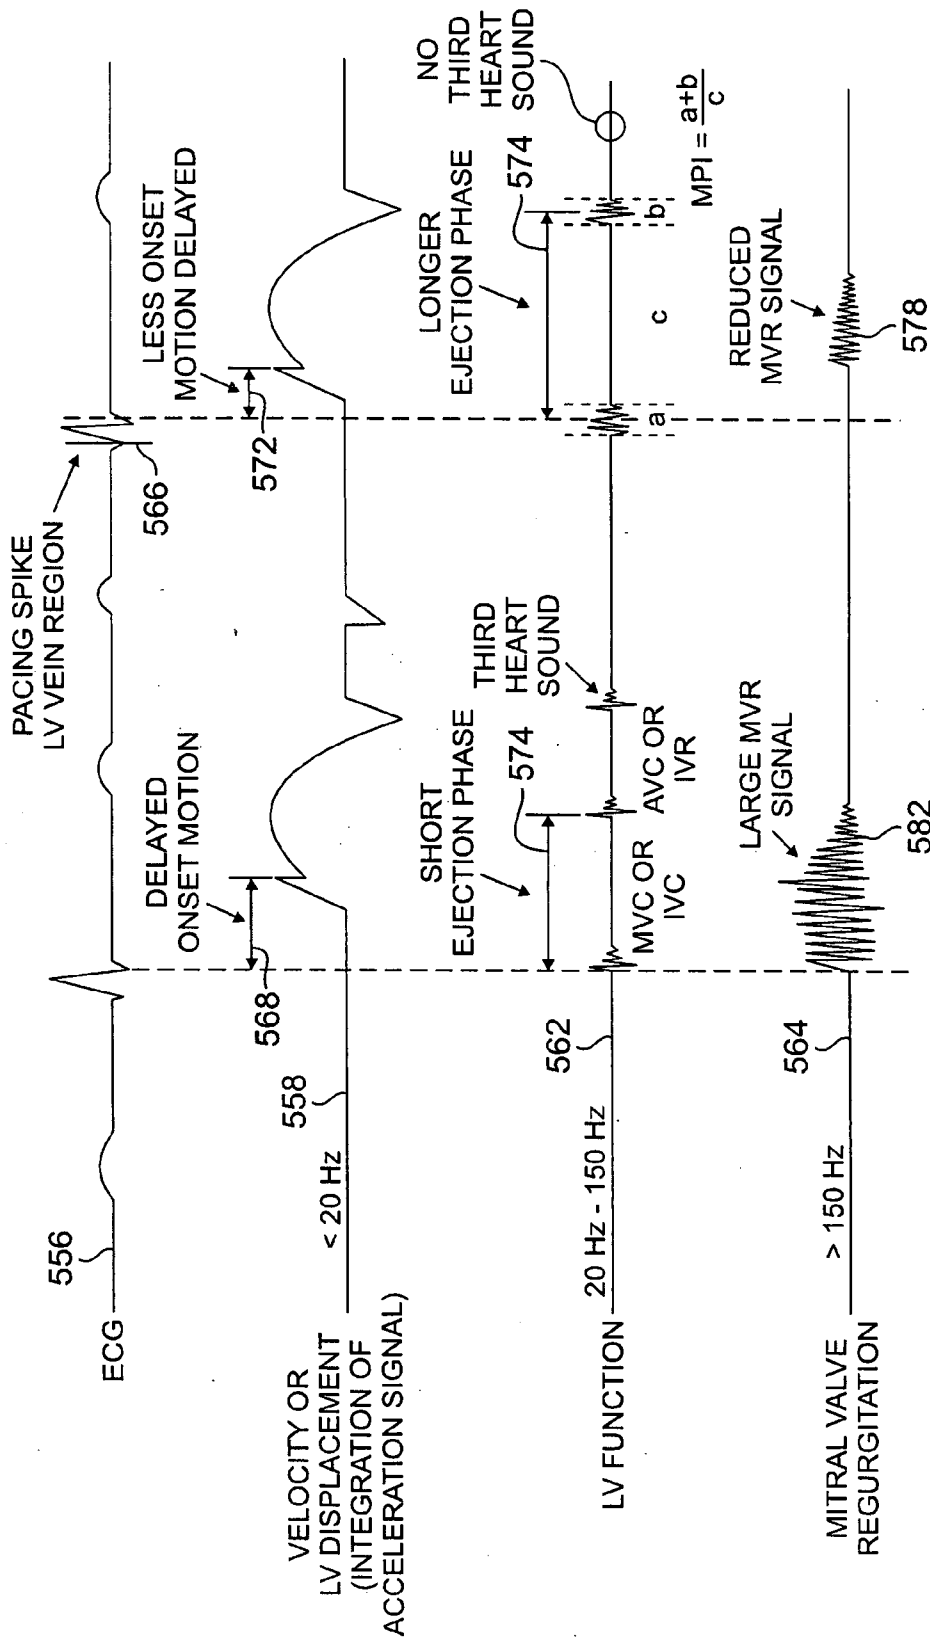 PACING SPIKE
LV VEIN REGION
566
556
ECG
LESS ONSET
MOTION DELAYED
572
DELAYED
ONSET MOTION
568
558
< 20 Hz
VELOCITY OR
LV DISPLACEMENT
(INTEGRATION OF
ACCELERATION SIGNAL)
NO
THIRD
HEART
SOUND
LONGER
EJECTION PHASE
574
a
c
b
MPI = a+b
c
THIRD
HEART
SOUND
SHORT
EJECTION PHASE
574
MVC OR
IVC
AVC OR
IVR
562
20 Hz - 150 Hz
LV FUNCTION
REDUCED
MVR SIGNAL
578
LARGE MVR
SIGNAL
582
564
> 150 Hz
MITRAL VALVE
REGURGITATION